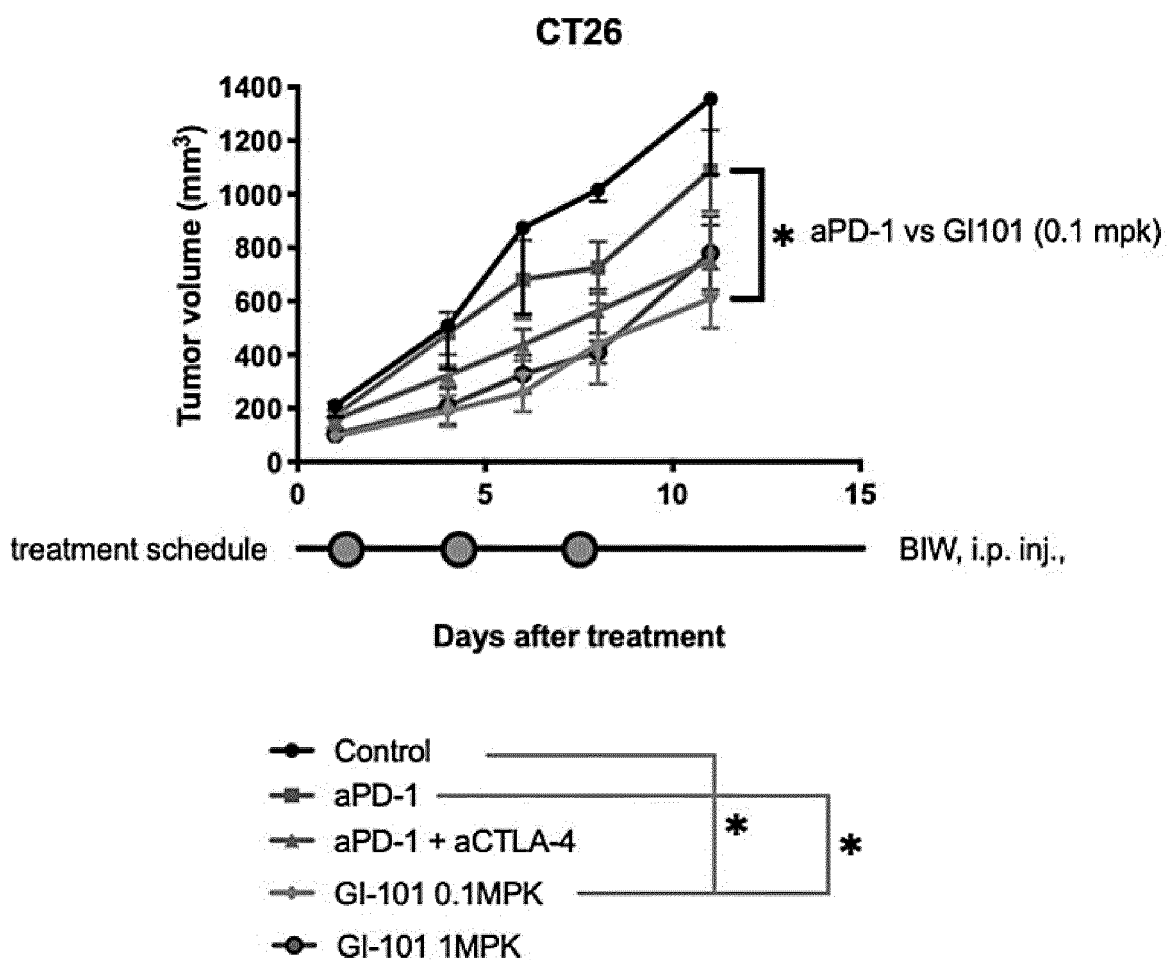 CT26
1400
1200
1000
800
600
400
200
0
Tumor volume (mm³)
* aPD-1 vs GI101 (0.1 mpk)
0 5 10 15
treatment schedule
BIW, i.p. inj.,
Days after treatment
Control
aPD-1
aPD-1 + aCTLA-4
GI-101 0.1MPK
GI-101 1MPK
*
*